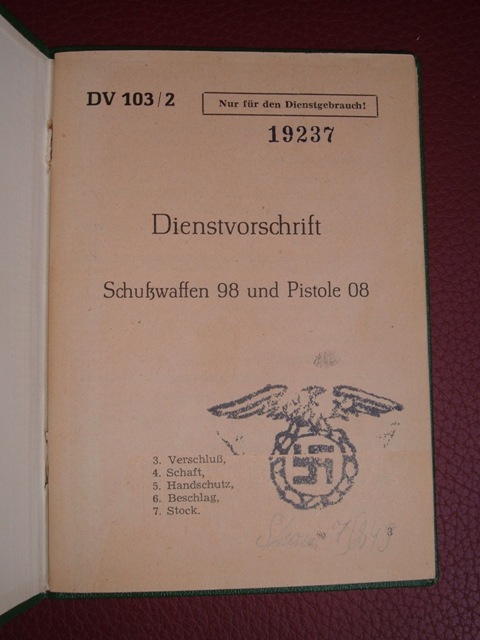 DV 103/2
Nur für den Dienstgebrauch!
19237
Dienstvorschrift
Schußwaffen 98 und Pistole 08
3. Verschluß,
4. Schaft,
5. Handschutz,
6. Beschlag,
7. Stock.
3